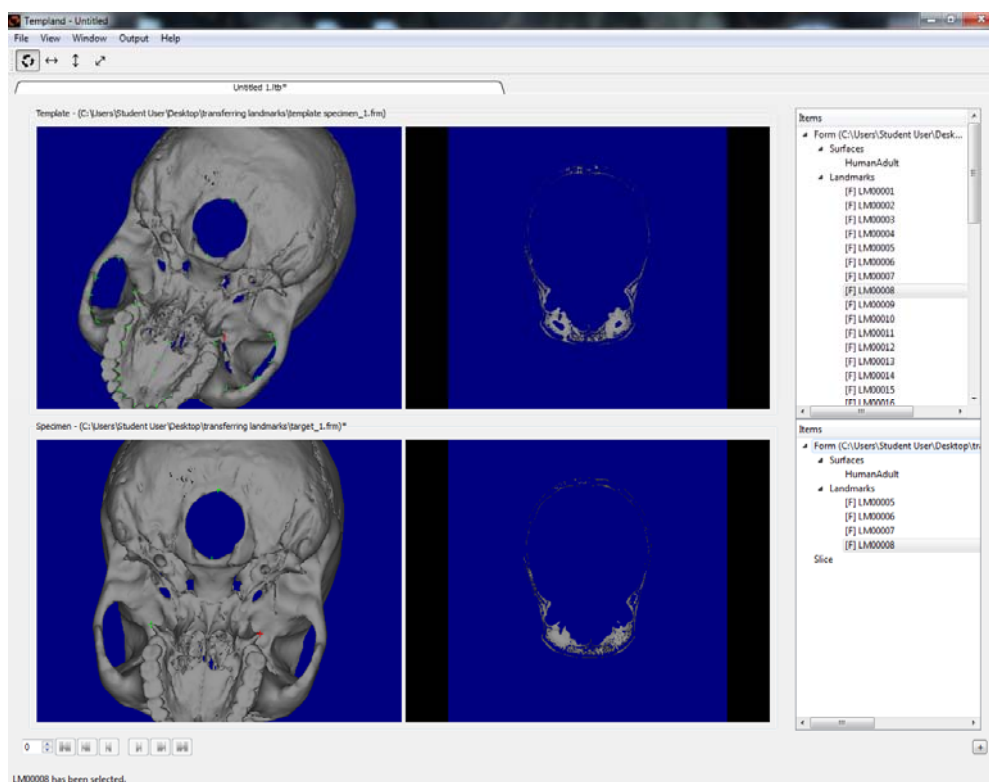 Templand - Untitled
File View Window Output Help
Untitled 1.ltb*
Template - (C:\Users\Student User\Desktop\transferring landmarks\template specimen_1.frm)
Items
Form (C:\Users\Student User\Desk...
Surfaces
HumanAdult
Landmarks
[F] LM00001
[F] LM00002
[F] LM00003
[F] LM00004
[F] LM00005
[F] LM00006
[F] LM00007
[F] LM00008
[F] LM00009
[F] LM00010
[F] LM00011
[F] LM00012
[F] LM00013
[F] LM00014
[F] LM00015
[F] LM00016
Specimen - (C:\Users\Student User\Desktop\transferring landmarks\target_1.frm)*
Items
Form (C:\Users\Student User\Desktop\tra
Surfaces
HumanAdult
Landmarks
[F] LM00005
[F] LM00006
[F] LM00007
[F] LM00008
Slice
0
LM00008 has been selected.